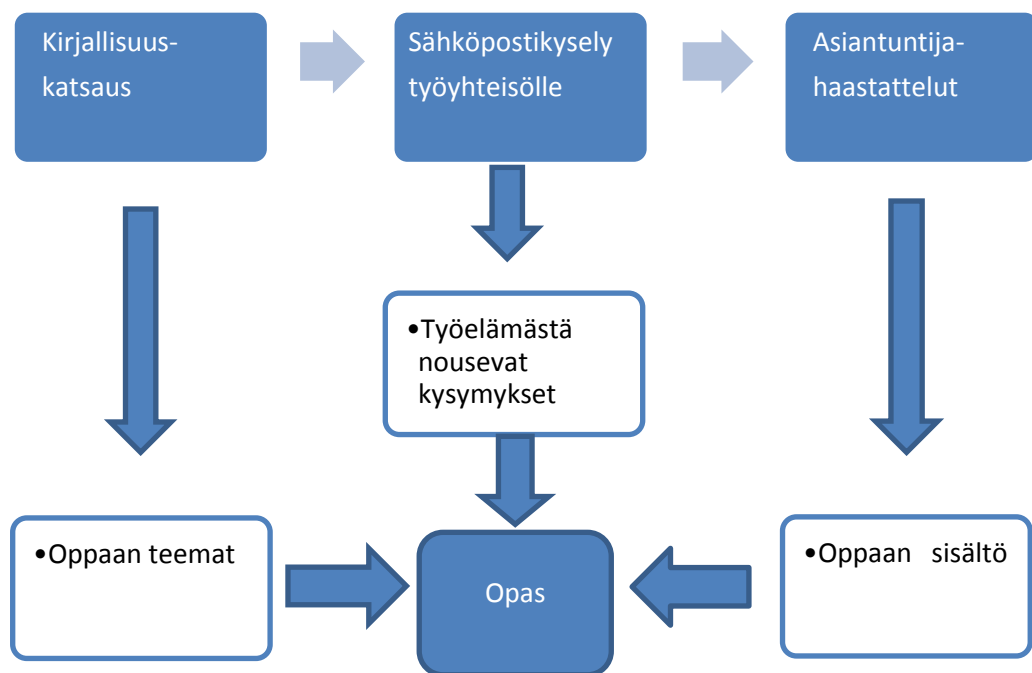 Kirjallisuus-
katsaus
Sähköpostikysely
työyhteisölle
Asiantuntija-
haastattelut
•Työelämästä
nousevat
kysymykset
•Oppaan teemat
Opas
•Oppaan sisältö